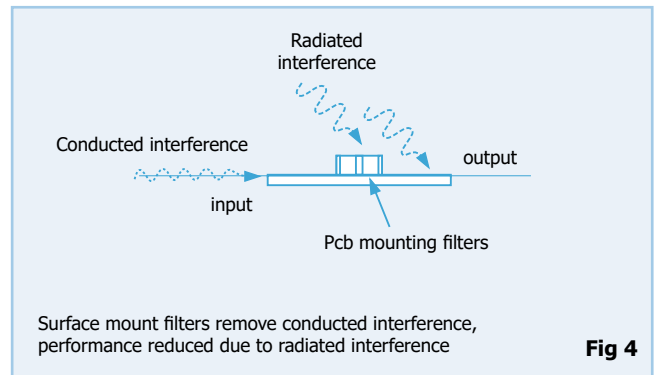 Radiated
interference
Conducted interference
output
input
Pcb mounting filters
Surface mount filters remove conducted interference,
performance reduced due to radiated interference
Fig 4